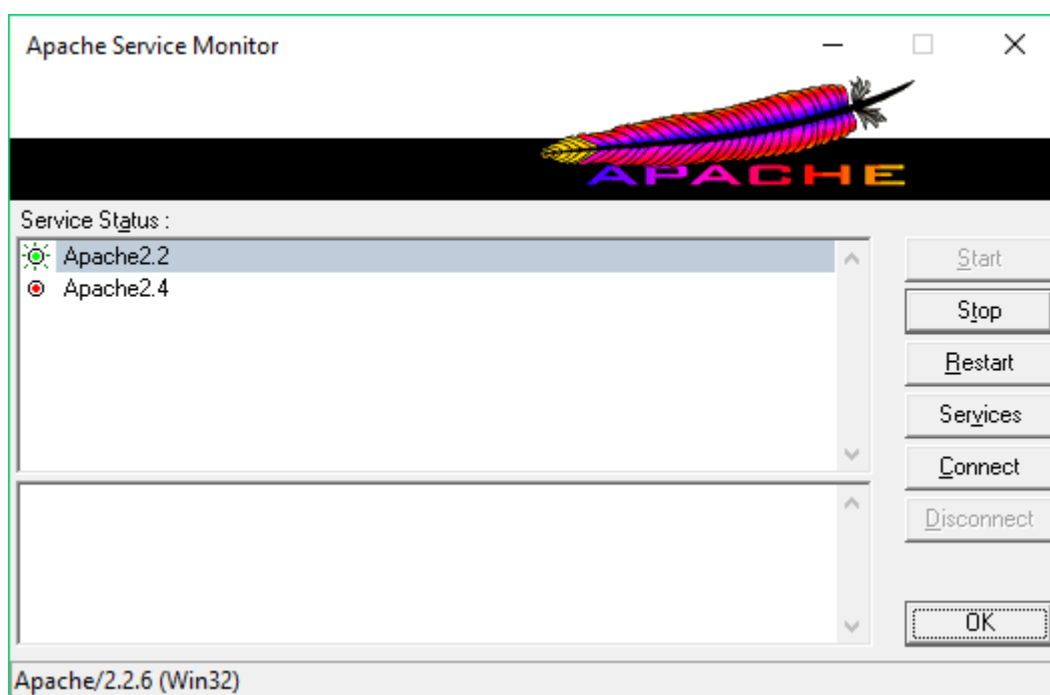 Apache Service Monitor
APACHE
Service Status :
Apache2.2
Apache2.4
Start
Stop
Restart
Services
Connect
Disconnect
OK
Apache/2.2.6 (Win32)